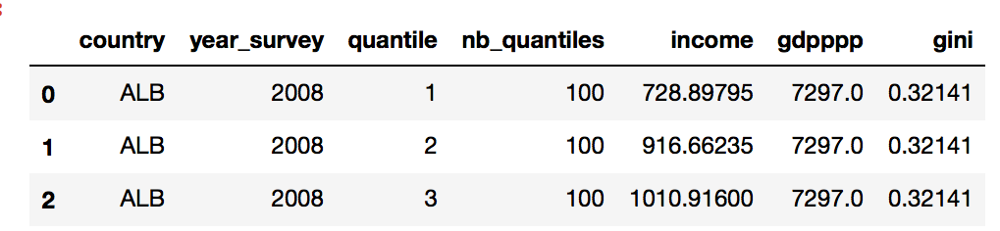 country year_survey quantile nb_quantiles income gdpppp gini
0 ALB 2008 1 100 728.89795 7297.0 0.32141
1 ALB 2008 2 100 916.66235 7297.0 0.32141
2 ALB 2008 3 100 1010.91600 7297.0 0.32141